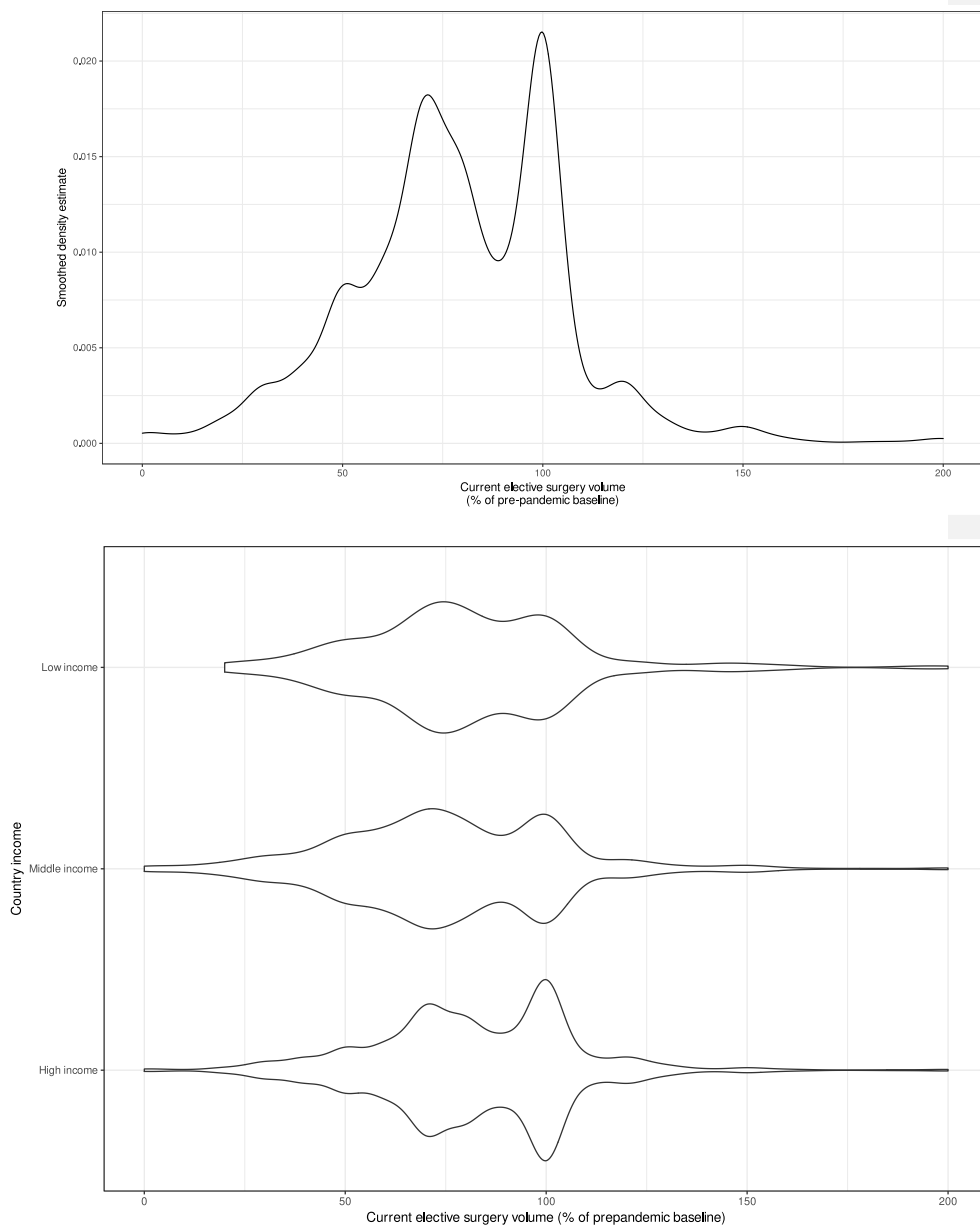 0.020
0.015
0.010
0.005
0.000
Smoothed density estimate
0 50 100 150 200
Current elective surgery volume
(% of pre-pandemic baseline)
Low income
Middle income
High income
Country income
0 50 100 150 200
Current elective surgery volume (% of prepandemic baseline)